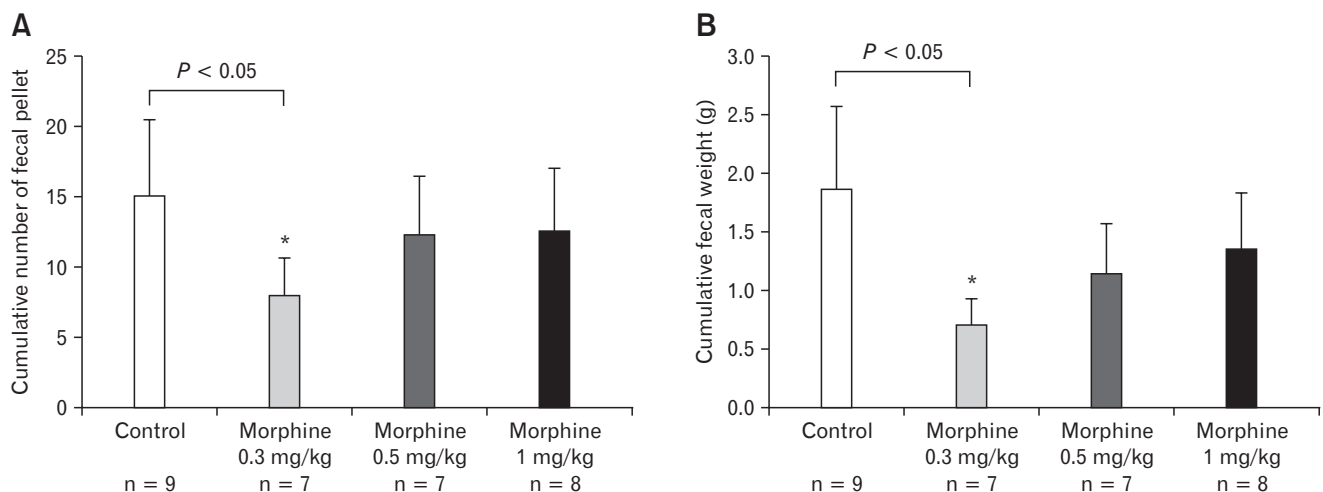 A
Cumulative number of fecal pellet
25
20
15
10
5
0
P < 0.05
*
Control
Morphine
0.3 mg/kg
Morphine
0.5 mg/kg
Morphine
1 mg/kg
n = 9
n = 7
n = 7
n = 8
B
Cumulative fecal weight (g)
3.0
2.5
2.0
1.5
1.0
0.5
0.0
P < 0.05
*
Control
Morphine
0.3 mg/kg
Morphine
0.5 mg/kg
Morphine
1 mg/kg
n = 9
n = 7
n = 7
n = 8